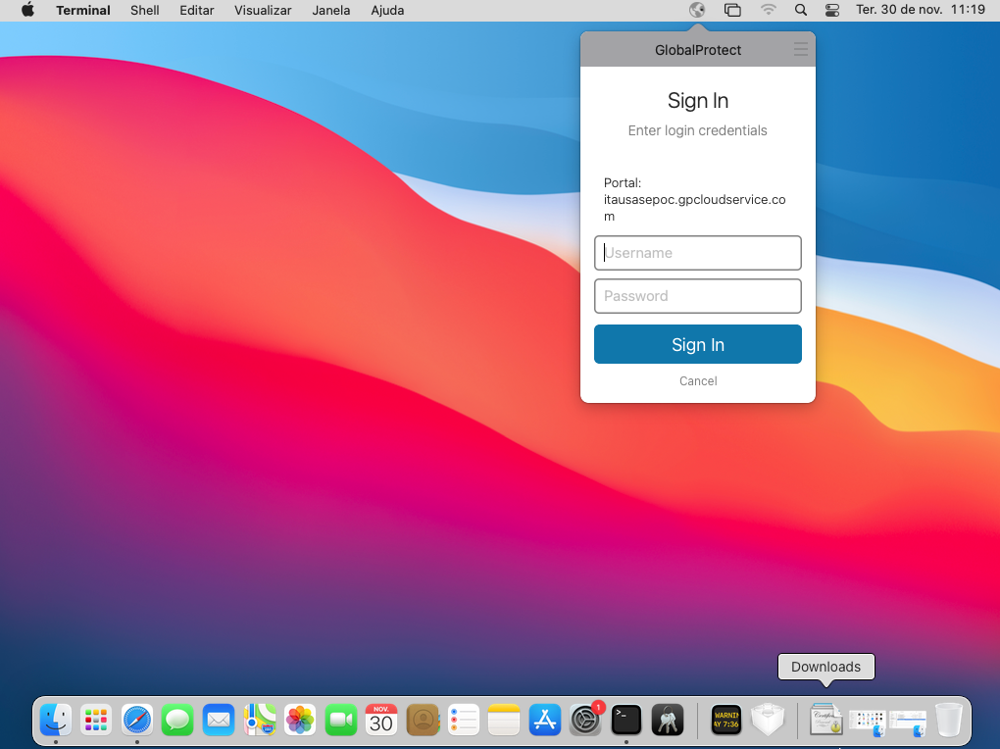 Terminal Shell Editar Visualizar Janela Ajuda Ter. 30 de nov. 11:19
GlobalProtect
Sign In
Enter login credentials
Portal:
itausasepoc.gpcloudservice.co
m
Username
Password
Sign In
Cancel
Downloads
NOV.
30
1
>_
WARNIN
AY 7:36